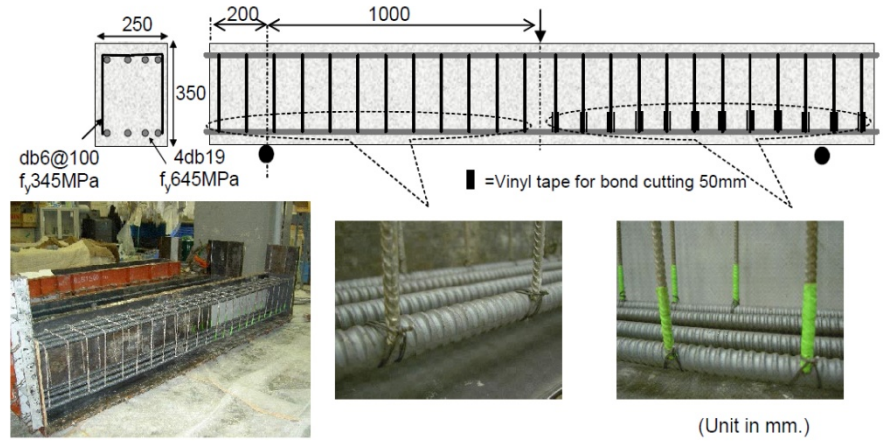 200
1000
250
350
db6@100
fy345MPa
4db19
fy645MPa
=Vinyl tape for bond cutting 50mm
(Unit in mm.)